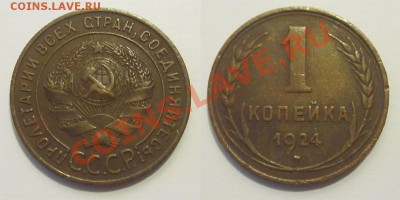 COINS.LAVE.RU
ПРОЛЕТАРИИ ВСЕХ СТРАН, СОЕДИНЯЙТЕСЬ!
С.С.С.Р.
1
КОПЕЙКА
1924
COINS.LAVE.RU